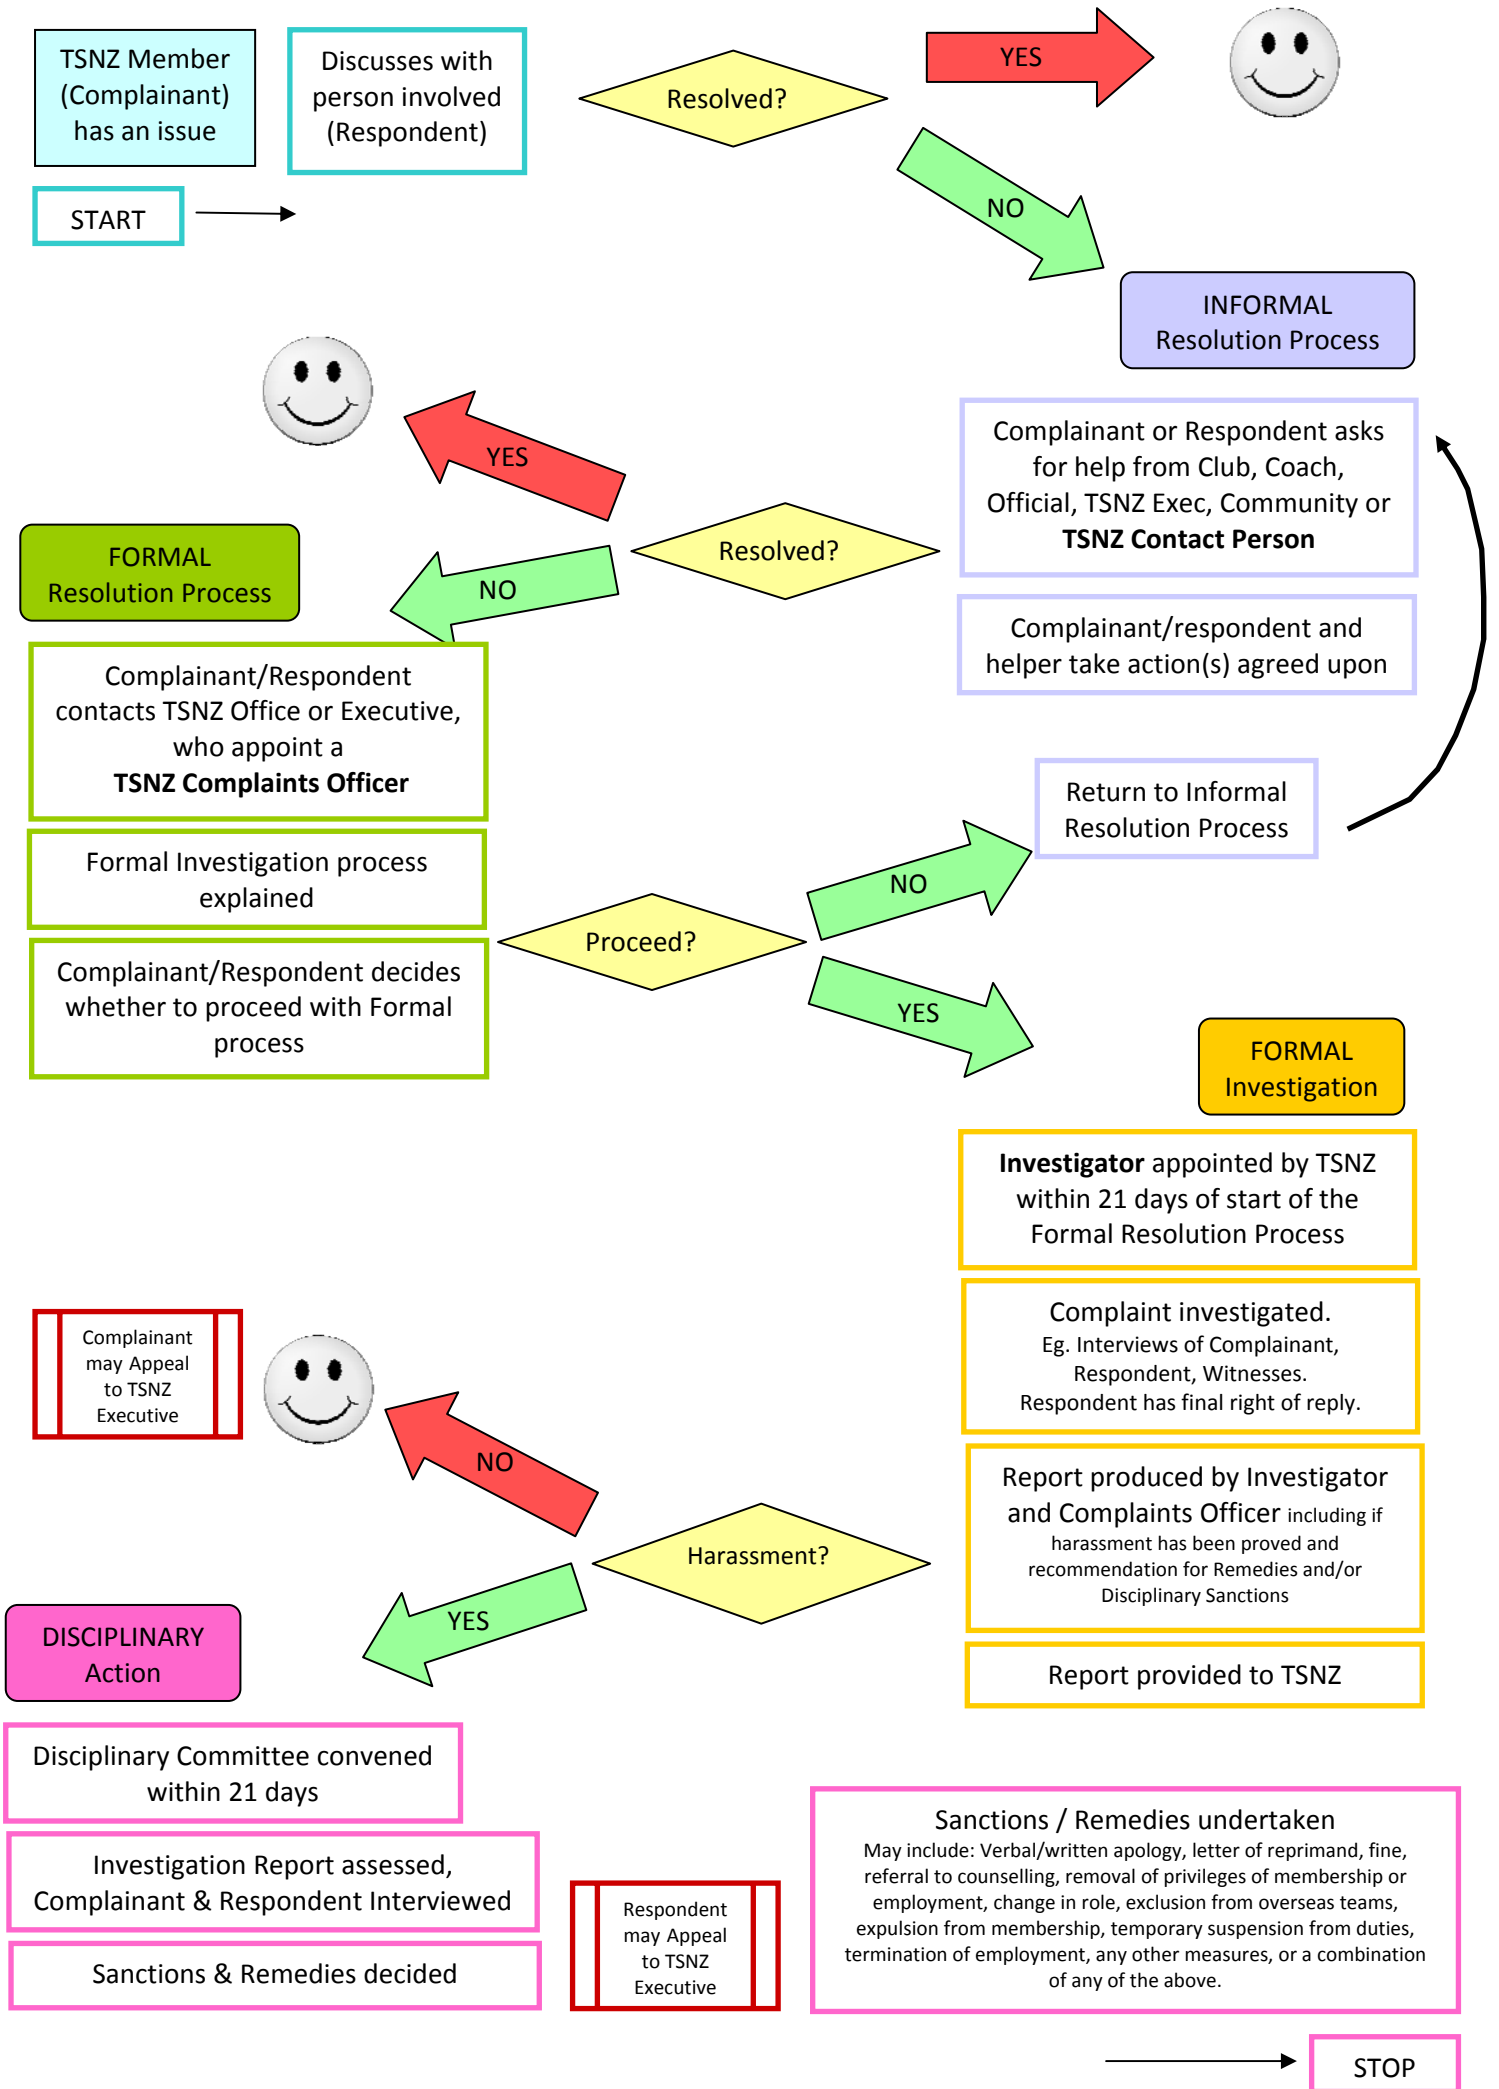 TSNZ Member
(Complainant)
has an issue
Discusses with
person involved
(Respondent)
Resolved?
YES
START
NO
INFORMAL
Resolution Process
Complainant or Respondent asks
for help from Club, Coach,
Official, TSNZ Exec, Community or
TSNZ Contact Person
Complainant/respondent and
helper take action(s) agreed upon
Resolved?
YES
NO
FORMAL
Resolution Process
Complainant/Respondent
contacts TSNZ Office or Executive,
who appoint a
TSNZ Complaints Officer
Formal Investigation process
explained
Complainant/Respondent decides
whether to proceed with Formal
process
Proceed?
NO
Return to Informal
Resolution Process
YES
FORMAL
Investigation
Investigator appointed by TSNZ
within 21 days of start of the
Formal Resolution Process
Complaint investigated.
Eg. Interviews of Complainant,
Respondent, Witnesses.
Respondent has final right of reply.
Report produced by Investigator
and Complaints Officer including if
harassment has been proved and
recommendation for Remedies and/or
Disciplinary Sanctions
Report provided to TSNZ
Harassment?
NO
Complainant
may Appeal
to TSNZ
Executive
YES
DISCIPLINARY
Action
Disciplinary Committee convened
within 21 days
Investigation Report assessed,
Complainant & Respondent Interviewed
Sanctions & Remedies decided
Respondent
may Appeal
to TSNZ
Executive
Sanctions / Remedies undertaken
May include: Verbal/written apology, letter of reprimand, fine,
referral to counselling, removal of privileges of membership or
employment, change in role, exclusion from overseas teams,
expulsion from membership, temporary suspension from duties,
termination of employment, any other measures, or a combination
of any of the above.
STOP